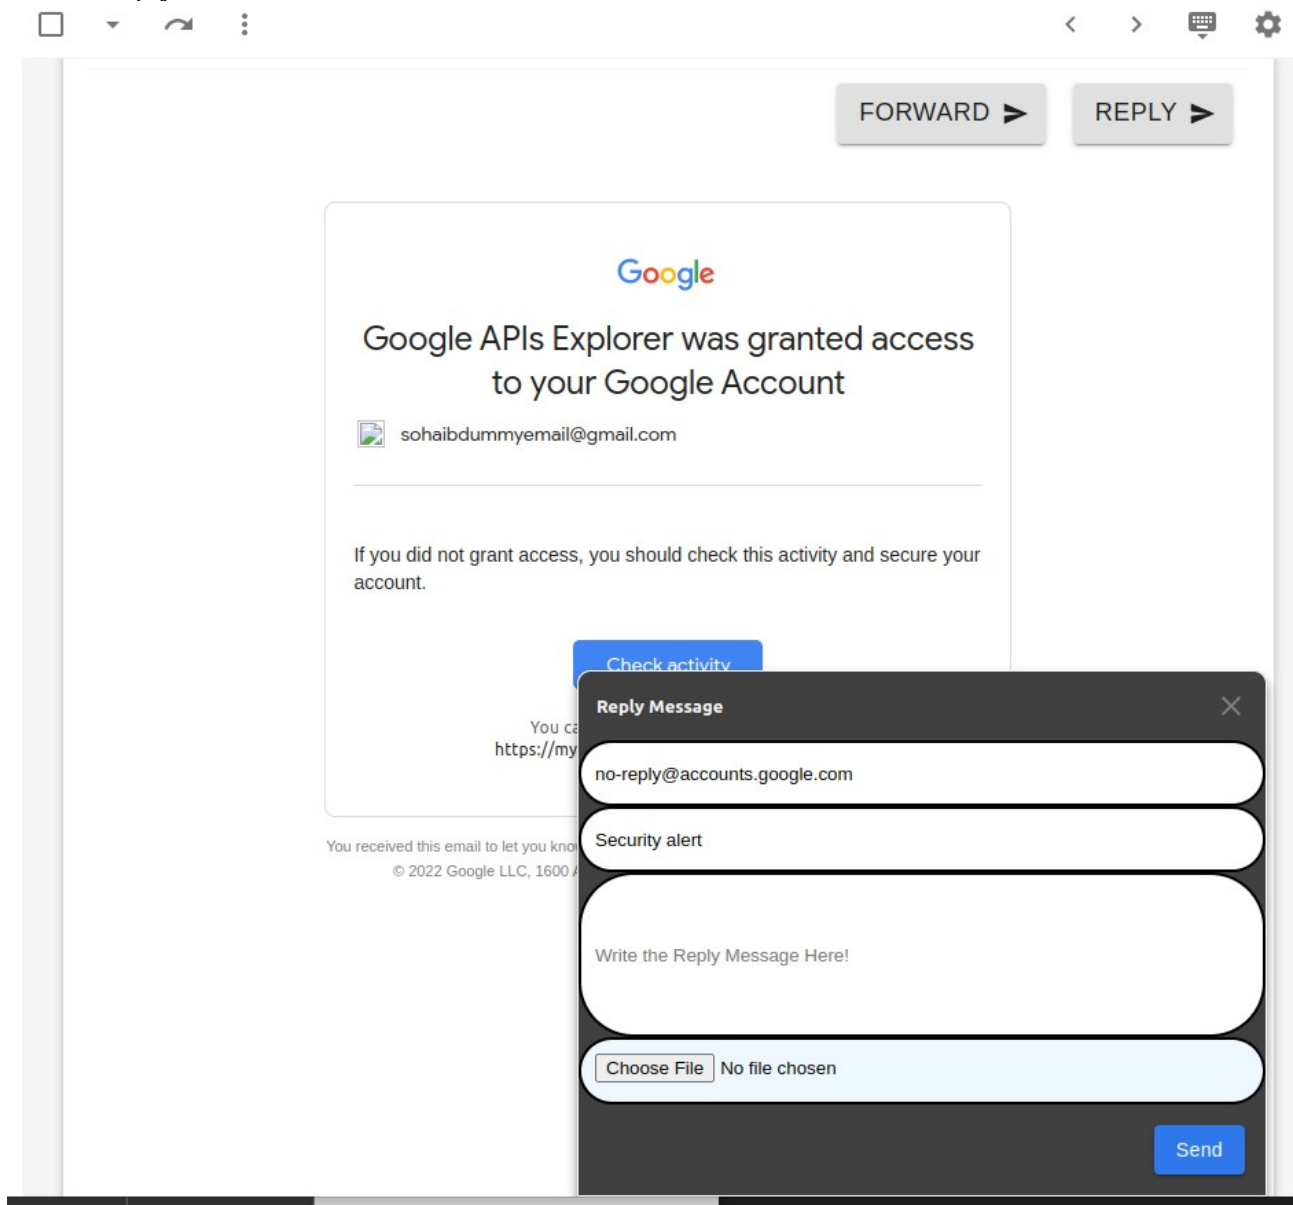 FORWARD
REPLY
Google
Google APIs Explorer was granted access
to your Google Account
sohaibdummyemail@gmail.com
If you did not grant access, you should check this activity and secure your
account.
Check activity
You
https://my
You received this email to let you
© 2022 Google LLC, 1600
Reply Message
no-reply@accounts.google.com
Security alert
Write the Reply Message Here!
Choose File No file chosen
Send